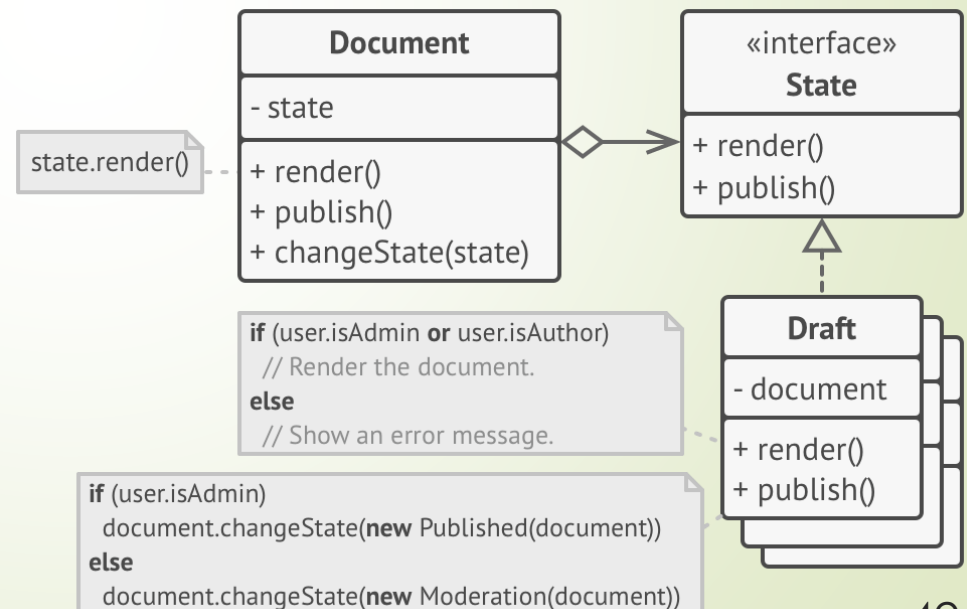 Document
- state
+ render()
+ publish()
+ changeState(state)
«interface»
State
+ render()
+ publish()
state.render()
if (user.isAdmin or user.isAuthor)
// Render the document.
else
// Show an error message.
Draft
- document
+ render()
+ publish()
if (user.isAdmin)
document.changeState(new Published(document))
else
document.changeState(new Moderation(document))